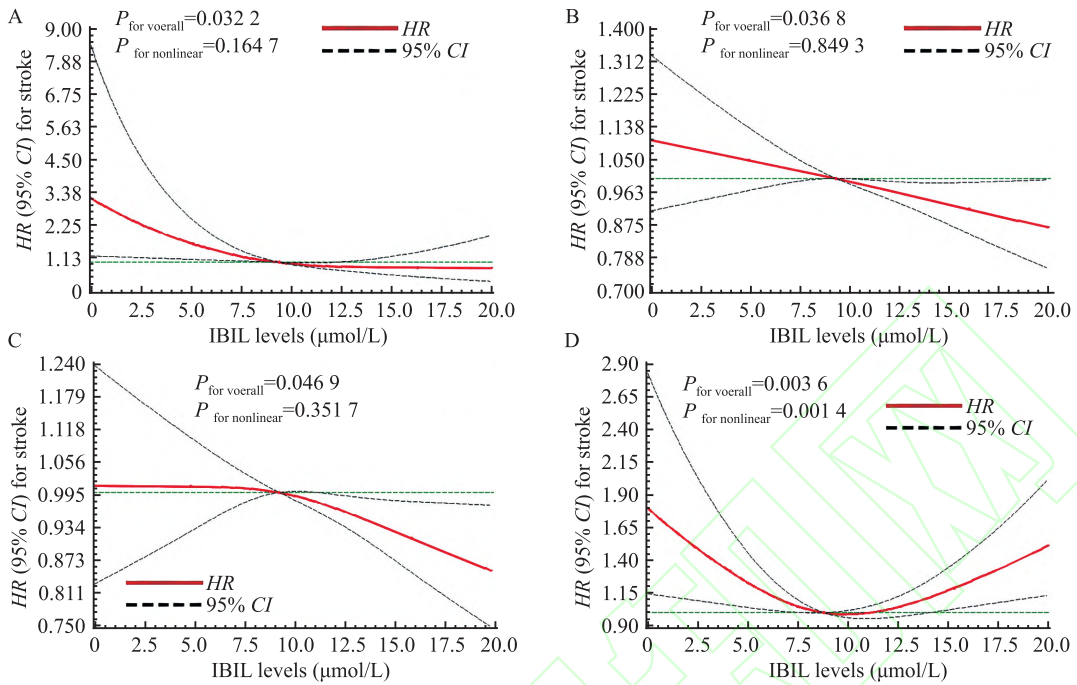 A
P for voerall=0.032 2
P for nonlinear=0.164 7
HR
95% CI
HR (95% CI) for stroke
9.00
7.88
6.75
5.63
4.50
3.38
2.25
1.13
0
0 2.5 5.0 7.5 10.0 12.5 15.0 17.5 20.0
IBIL levels (μmol/L)
B
P for voerall=0.036 8
P for nonlinear=0.849 3
HR
95% CI
HR (95% CI) for stroke
1.400
1.312
1.225
1.138
1.050
0.963
0.875
0.788
0.700
0 2.5 5.0 7.5 10.0 12.5 15.0 17.5 20.0
IBIL levels (μmol/L)
C
P for voerall=0.046 9
P for nonlinear=0.351 7
HR
95% CI
HR (95% CI) for stroke
1.240
1.179
1.118
1.056
0.995
0.934
0.873
0.811
0.750
0 2.5 5.0 7.5 10.0 12.5 15.0 17.5 20.0
IBIL levels (μmol/L)
D
P for voerall=0.003 6
P for nonlinear=0.001 4
HR
95% CI
HR (95% CI) for stroke
2.90
2.65
2.40
2.15
1.90
1.65
1.40
1.15
0.90
0 2.5 5.0 7.5 10.0 12.5 15.0 17.5 20.0
IBIL levels (μmol/L)